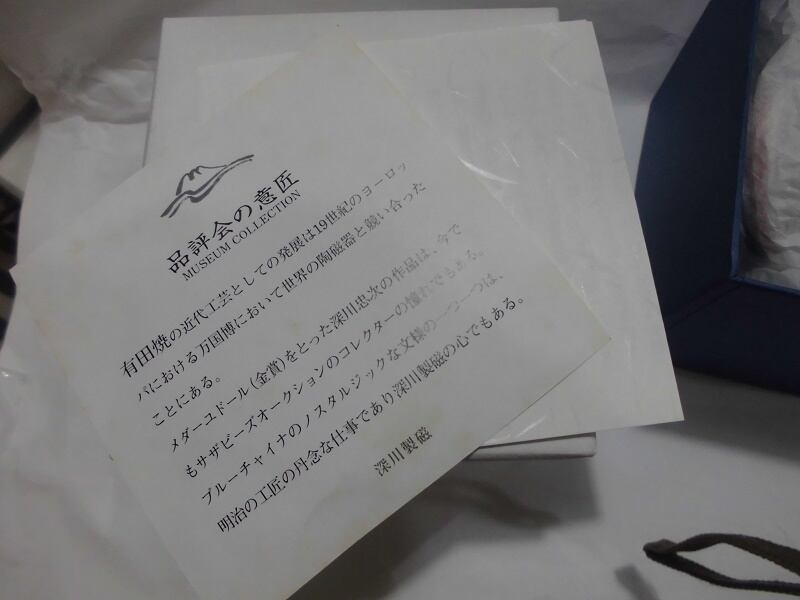 品評会の意匠
MUSEUM COLLECTION
有田焼の近代工芸としての発展は19世紀のヨーロッ
パにおける万国博において世界の陶磁器と競い合った
ことにある。
メダーユドール(金賞)をとった深川忠次の作品は、今で
もサザビーズオークションのコレクターの憧れでもある。
ブルーチャイナのノスタルジックな文様の一つ一つは、
明治の工匠の丹念な仕事であり深川製磁の心でもある。
深川製磁